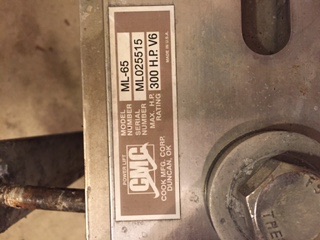 MODEL NUMBER ML-65
SERIAL NUMBER ML025515
MAX. H.P. RATING 300 H.P. V6
MADE IN U.S.A.
POWER LIFT
CMC
COOK MFG. CORP.
DUNCAN, OK